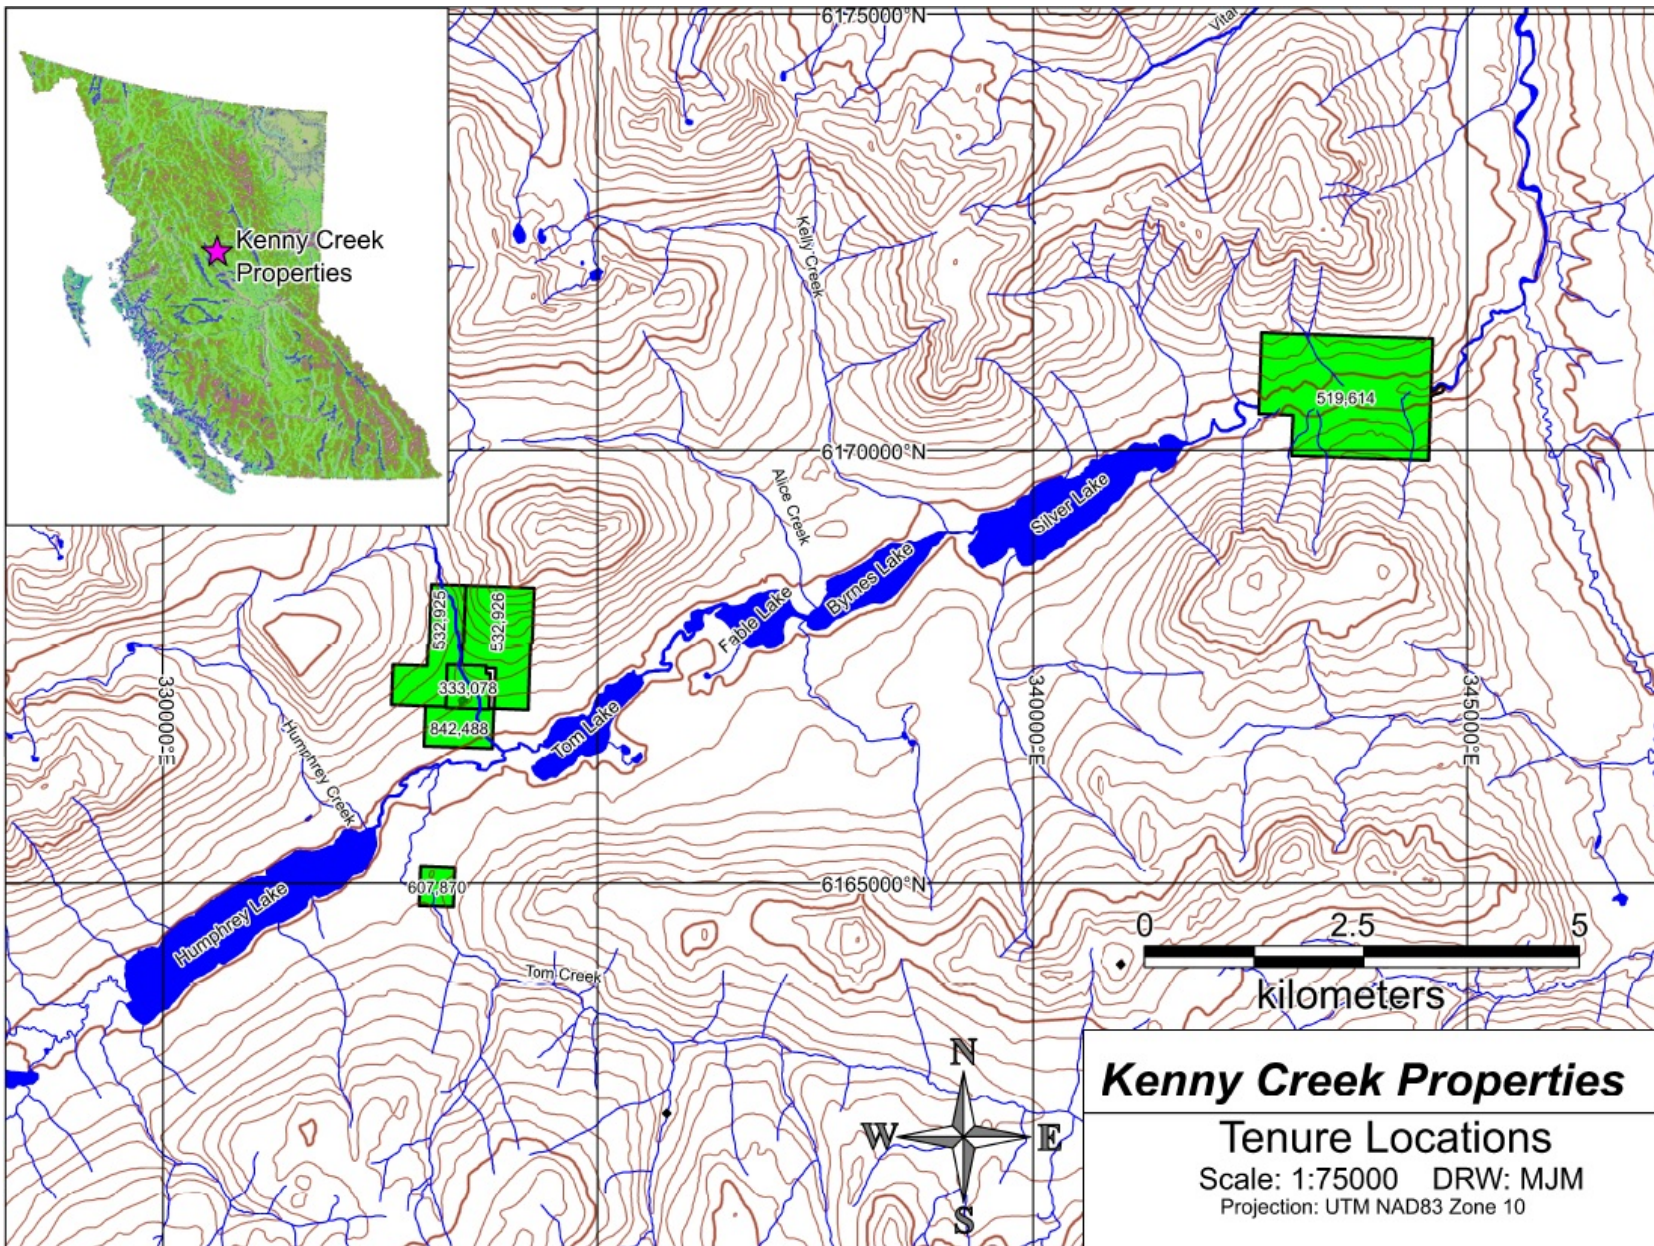 6175000°N
Vital
Kenny Creek
Properties
Kelly Creek
519,614
6170000°N
Alice Creek
Silver Lake
Byrnes Lake
Fable Lake
532,925
532,926
333,078
842,488
Tom Lake
330000°E
340000°E
345000°E
Humphrey Creek
607,870
6165000°N
Humphrey Lake
Tom Creek
0 2.5 5
kilometers
N
W E
S
Kenny Creek Properties
Tenure Locations
Scale: 1:75000 DRW: MJM
Projection: UTM NAD83 Zone 10